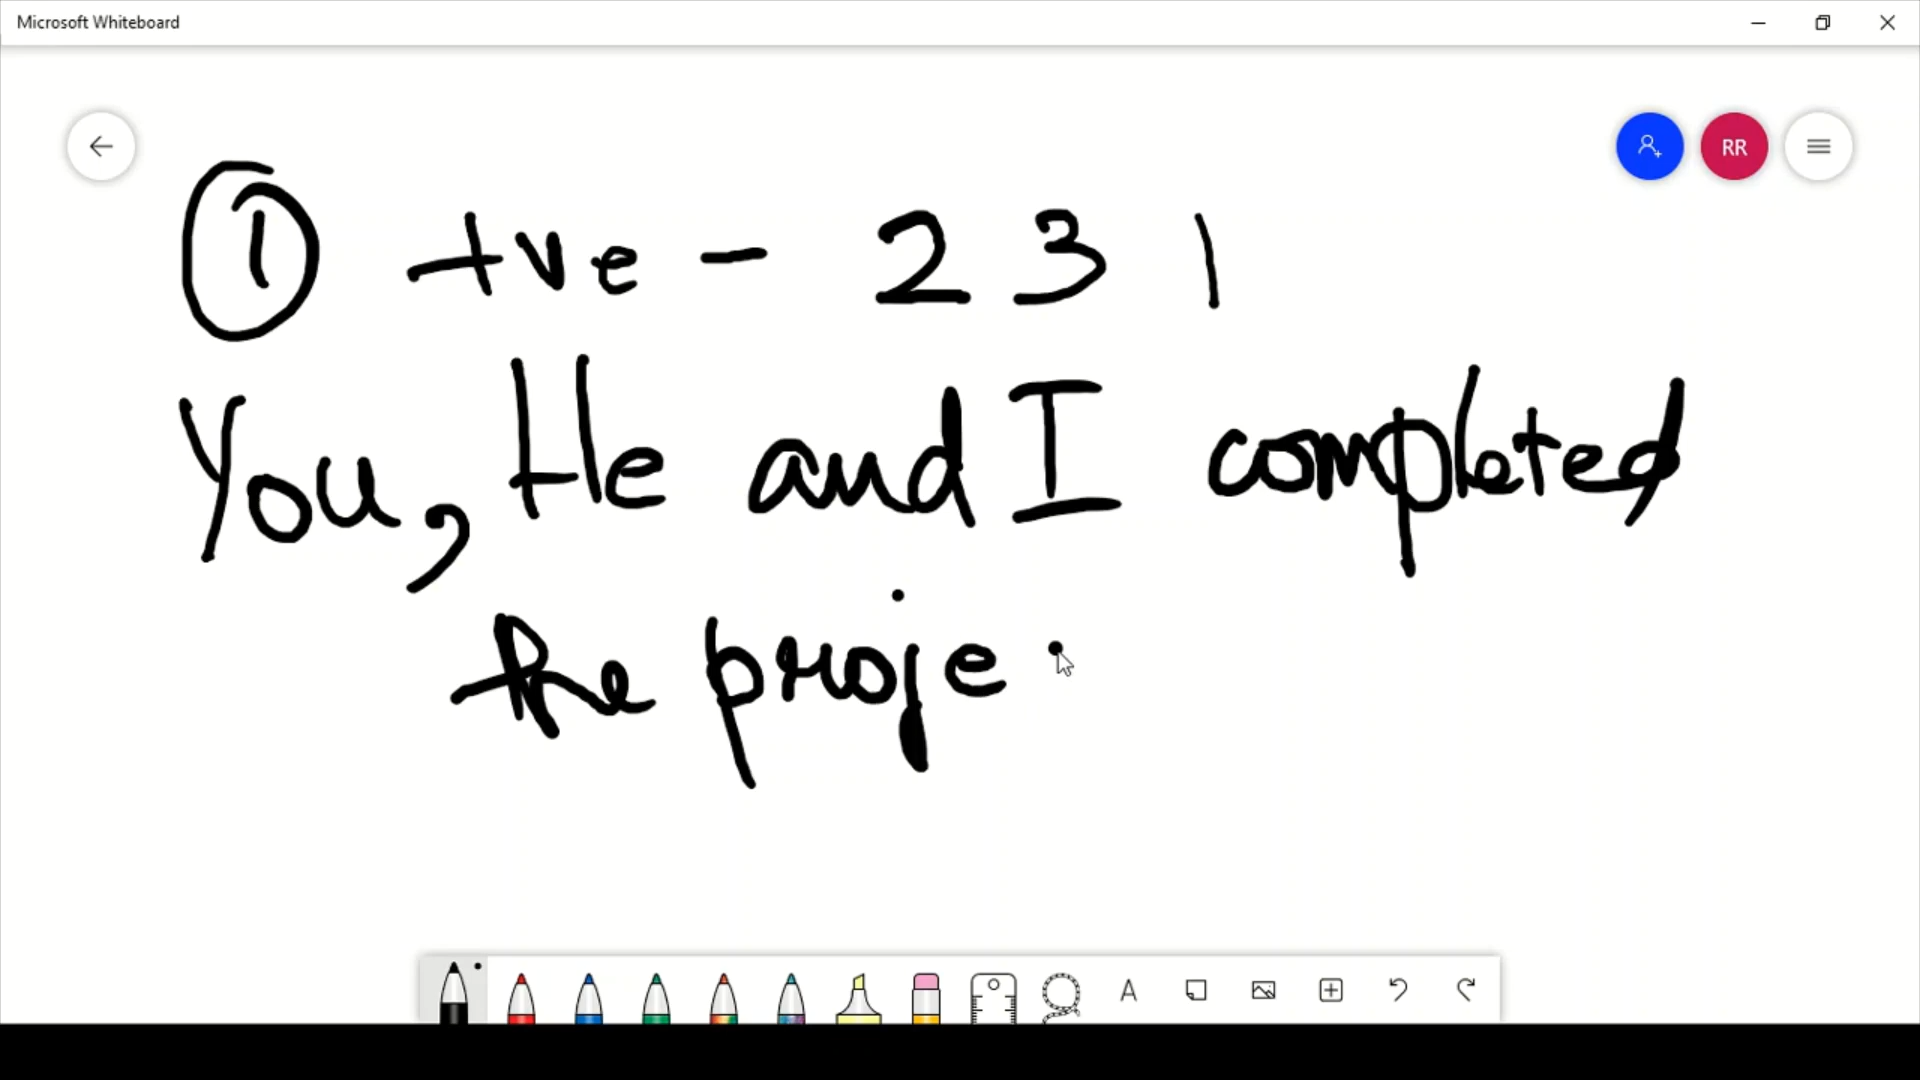 Microsoft Whiteboard
RR
① +ve - 2 3 1
You, He and I completed
the proje
A